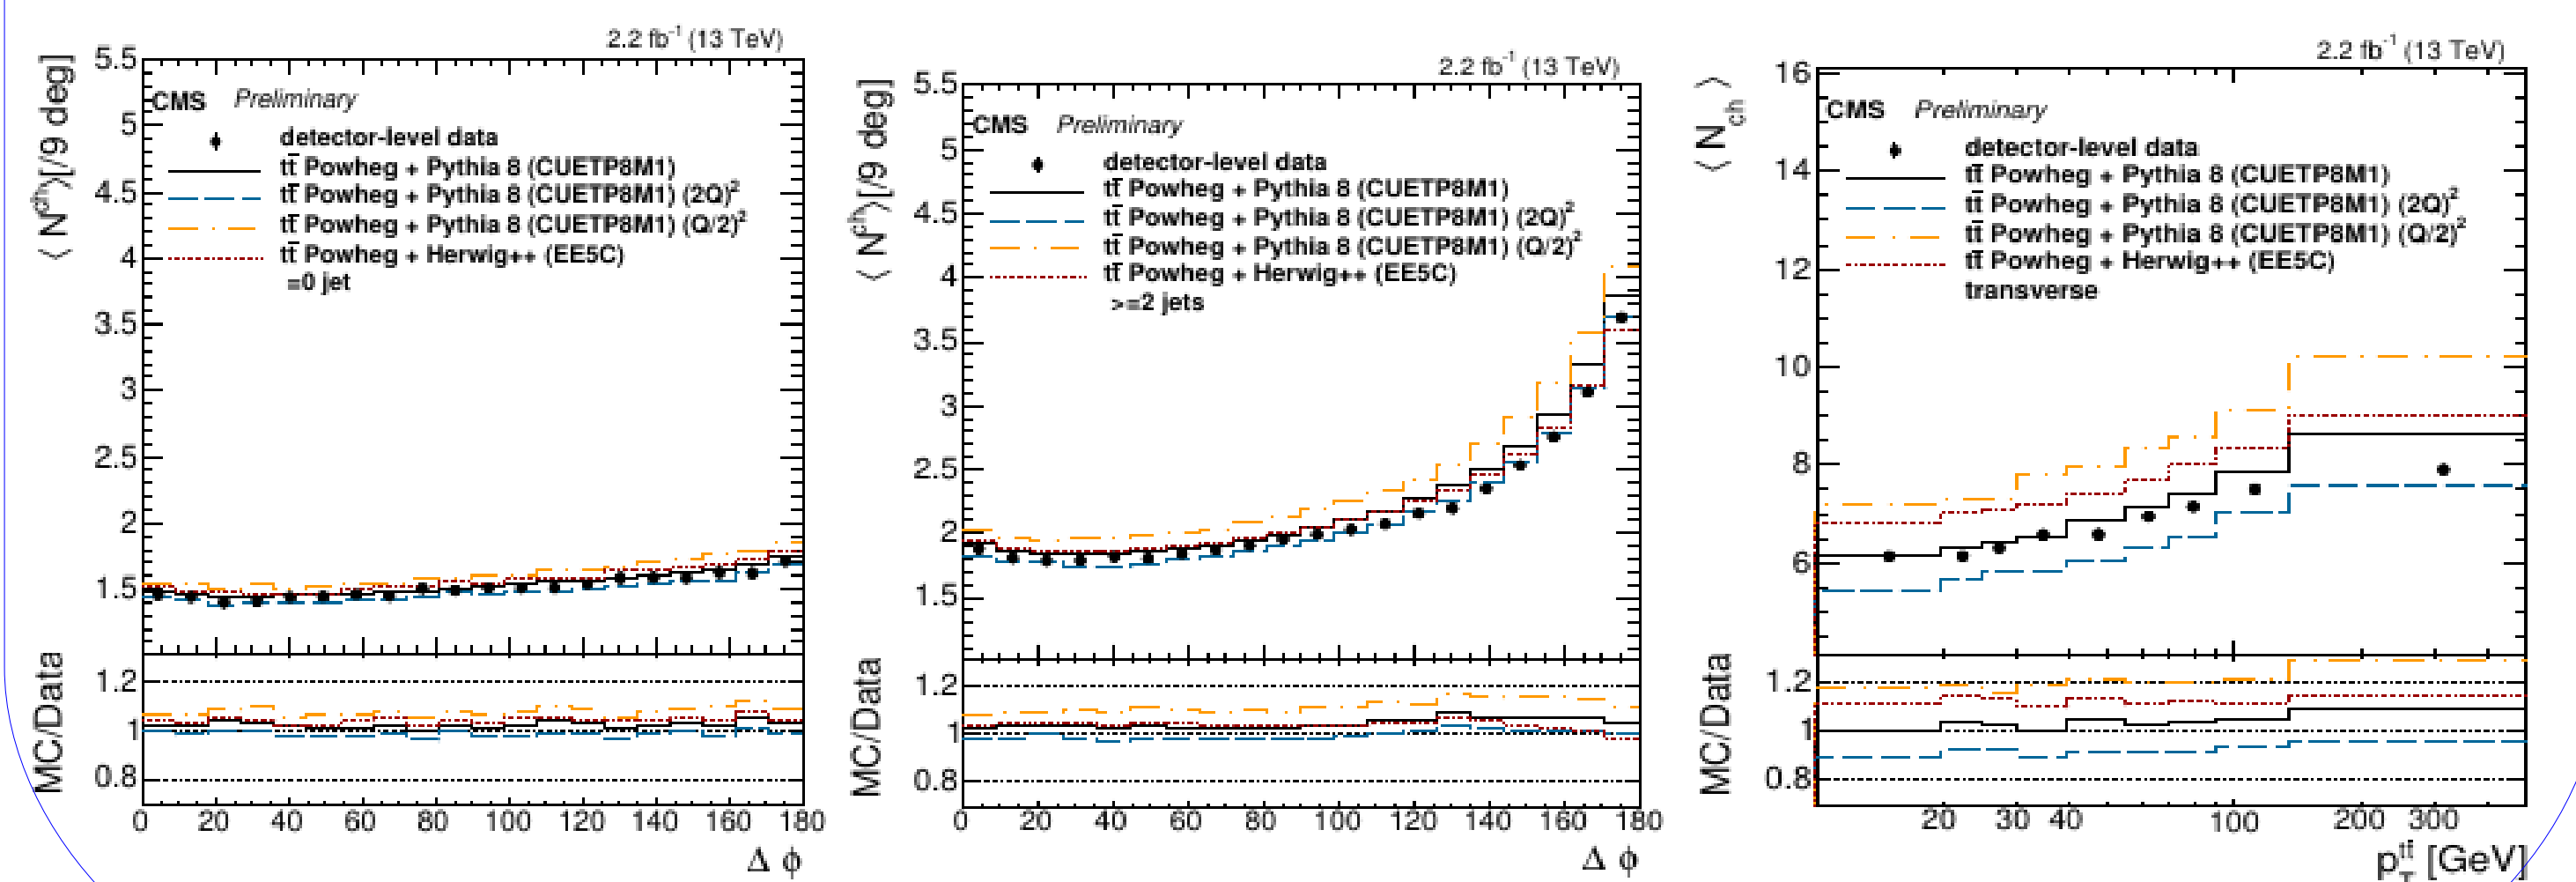 2.2 fb⁻¹ (13 TeV)
⟨ Nᶜʰ⟩[/9 deg]
5.5
5
4.5
4
3.5
3
2.5
2
1.5
CMS Preliminary
detector-level data
tt̄ Powheg + Pythia 8 (CUETP8M1)
tt̄ Powheg + Pythia 8 (CUETP8M1) (2Q)²
tt̄ Powheg + Pythia 8 (CUETP8M1) (Q/2)²
tt̄ Powheg + Herwig++ (EE5C)
=0 jet
MC/Data
1.2
1
0.8
0 20 40 60 80 100 120 140 160 180
Δ ϕ
2.2 fb⁻¹ (13 TeV)
⟨ Nᶜʰ⟩[/9 deg]
5.5
5
4.5
4
3.5
3
2.5
2
1.5
CMS Preliminary
detector-level data
tt̄ Powheg + Pythia 8 (CUETP8M1)
tt̄ Powheg + Pythia 8 (CUETP8M1) (2Q)²
tt̄ Powheg + Pythia 8 (CUETP8M1) (Q/2)²
tt̄ Powheg + Herwig++ (EE5C)
>=2 jets
MC/Data
1.2
1
0.8
0 20 40 60 80 100 120 140 160 180
Δ ϕ
2.2 fb⁻¹ (13 TeV)
⟨ N_ch ⟩
16
14
12
10
8
6
CMS Preliminary
detector-level data
tt̄ Powheg + Pythia 8 (CUETP8M1)
tt̄ Powheg + Pythia 8 (CUETP8M1) (2Q)²
tt̄ Powheg + Pythia 8 (CUETP8M1) (Q/2)²
tt̄ Powheg + Herwig++ (EE5C)
transverse
MC/Data
1.2
1
0.8
20 30 40 100 200 300
p_T^tt̄ [GeV]